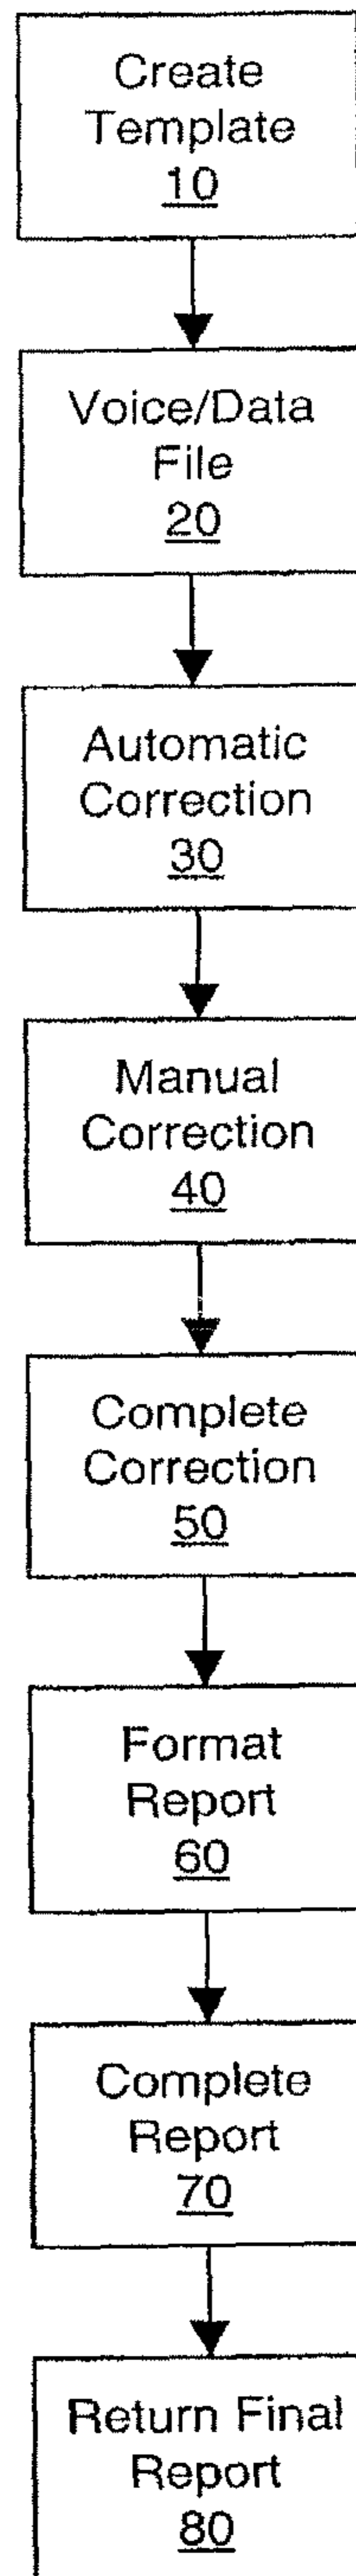 Create
Template
10
Voice/Data
File
20
Automatic
Correction
30
Manual
Correction
40
Complete
Correction
50
Format
Report
60
Complete
Report
70
Return Final
Report
80